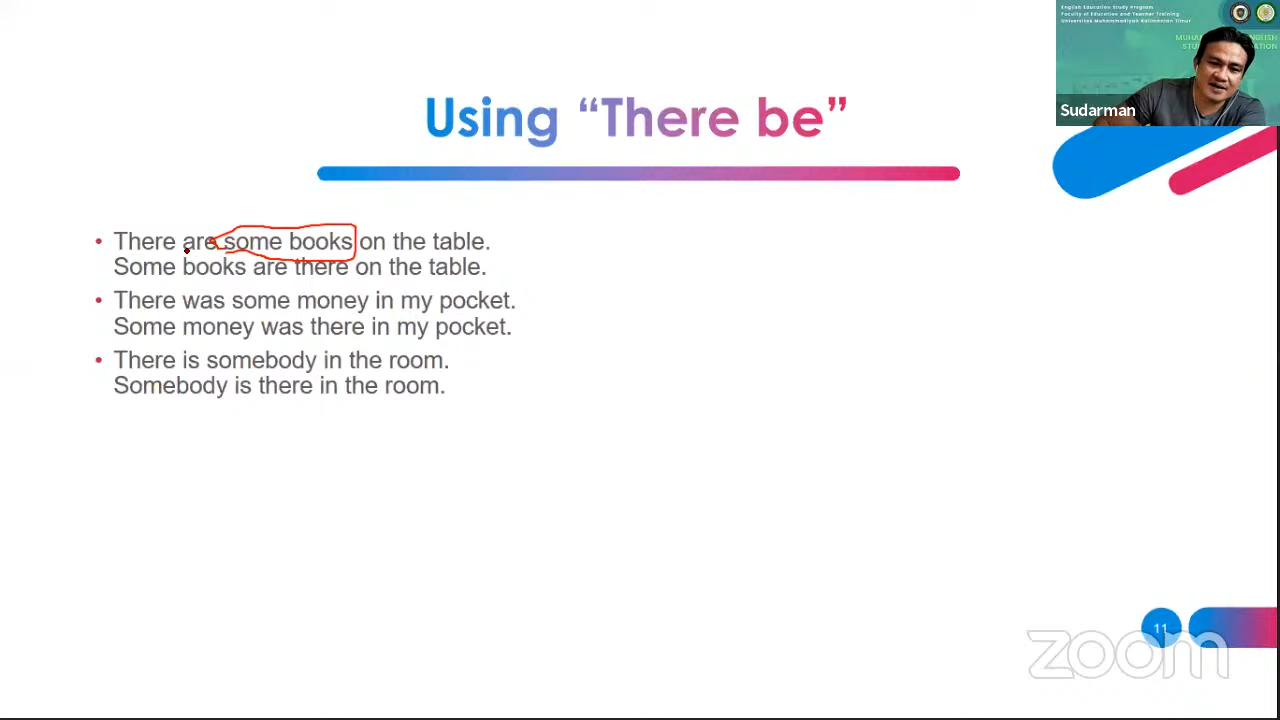 English Education Study Program
Faculty of Education and Teacher Training
Universitas Muhammadiyah Kalimantan Timur
Sudarman
Using “There be”
• There are some books on the table.
Some books are there on the table.
• There was some money in my pocket.
Some money was there in my pocket.
• There is somebody in the room.
Somebody is there in the room.
11
zoom